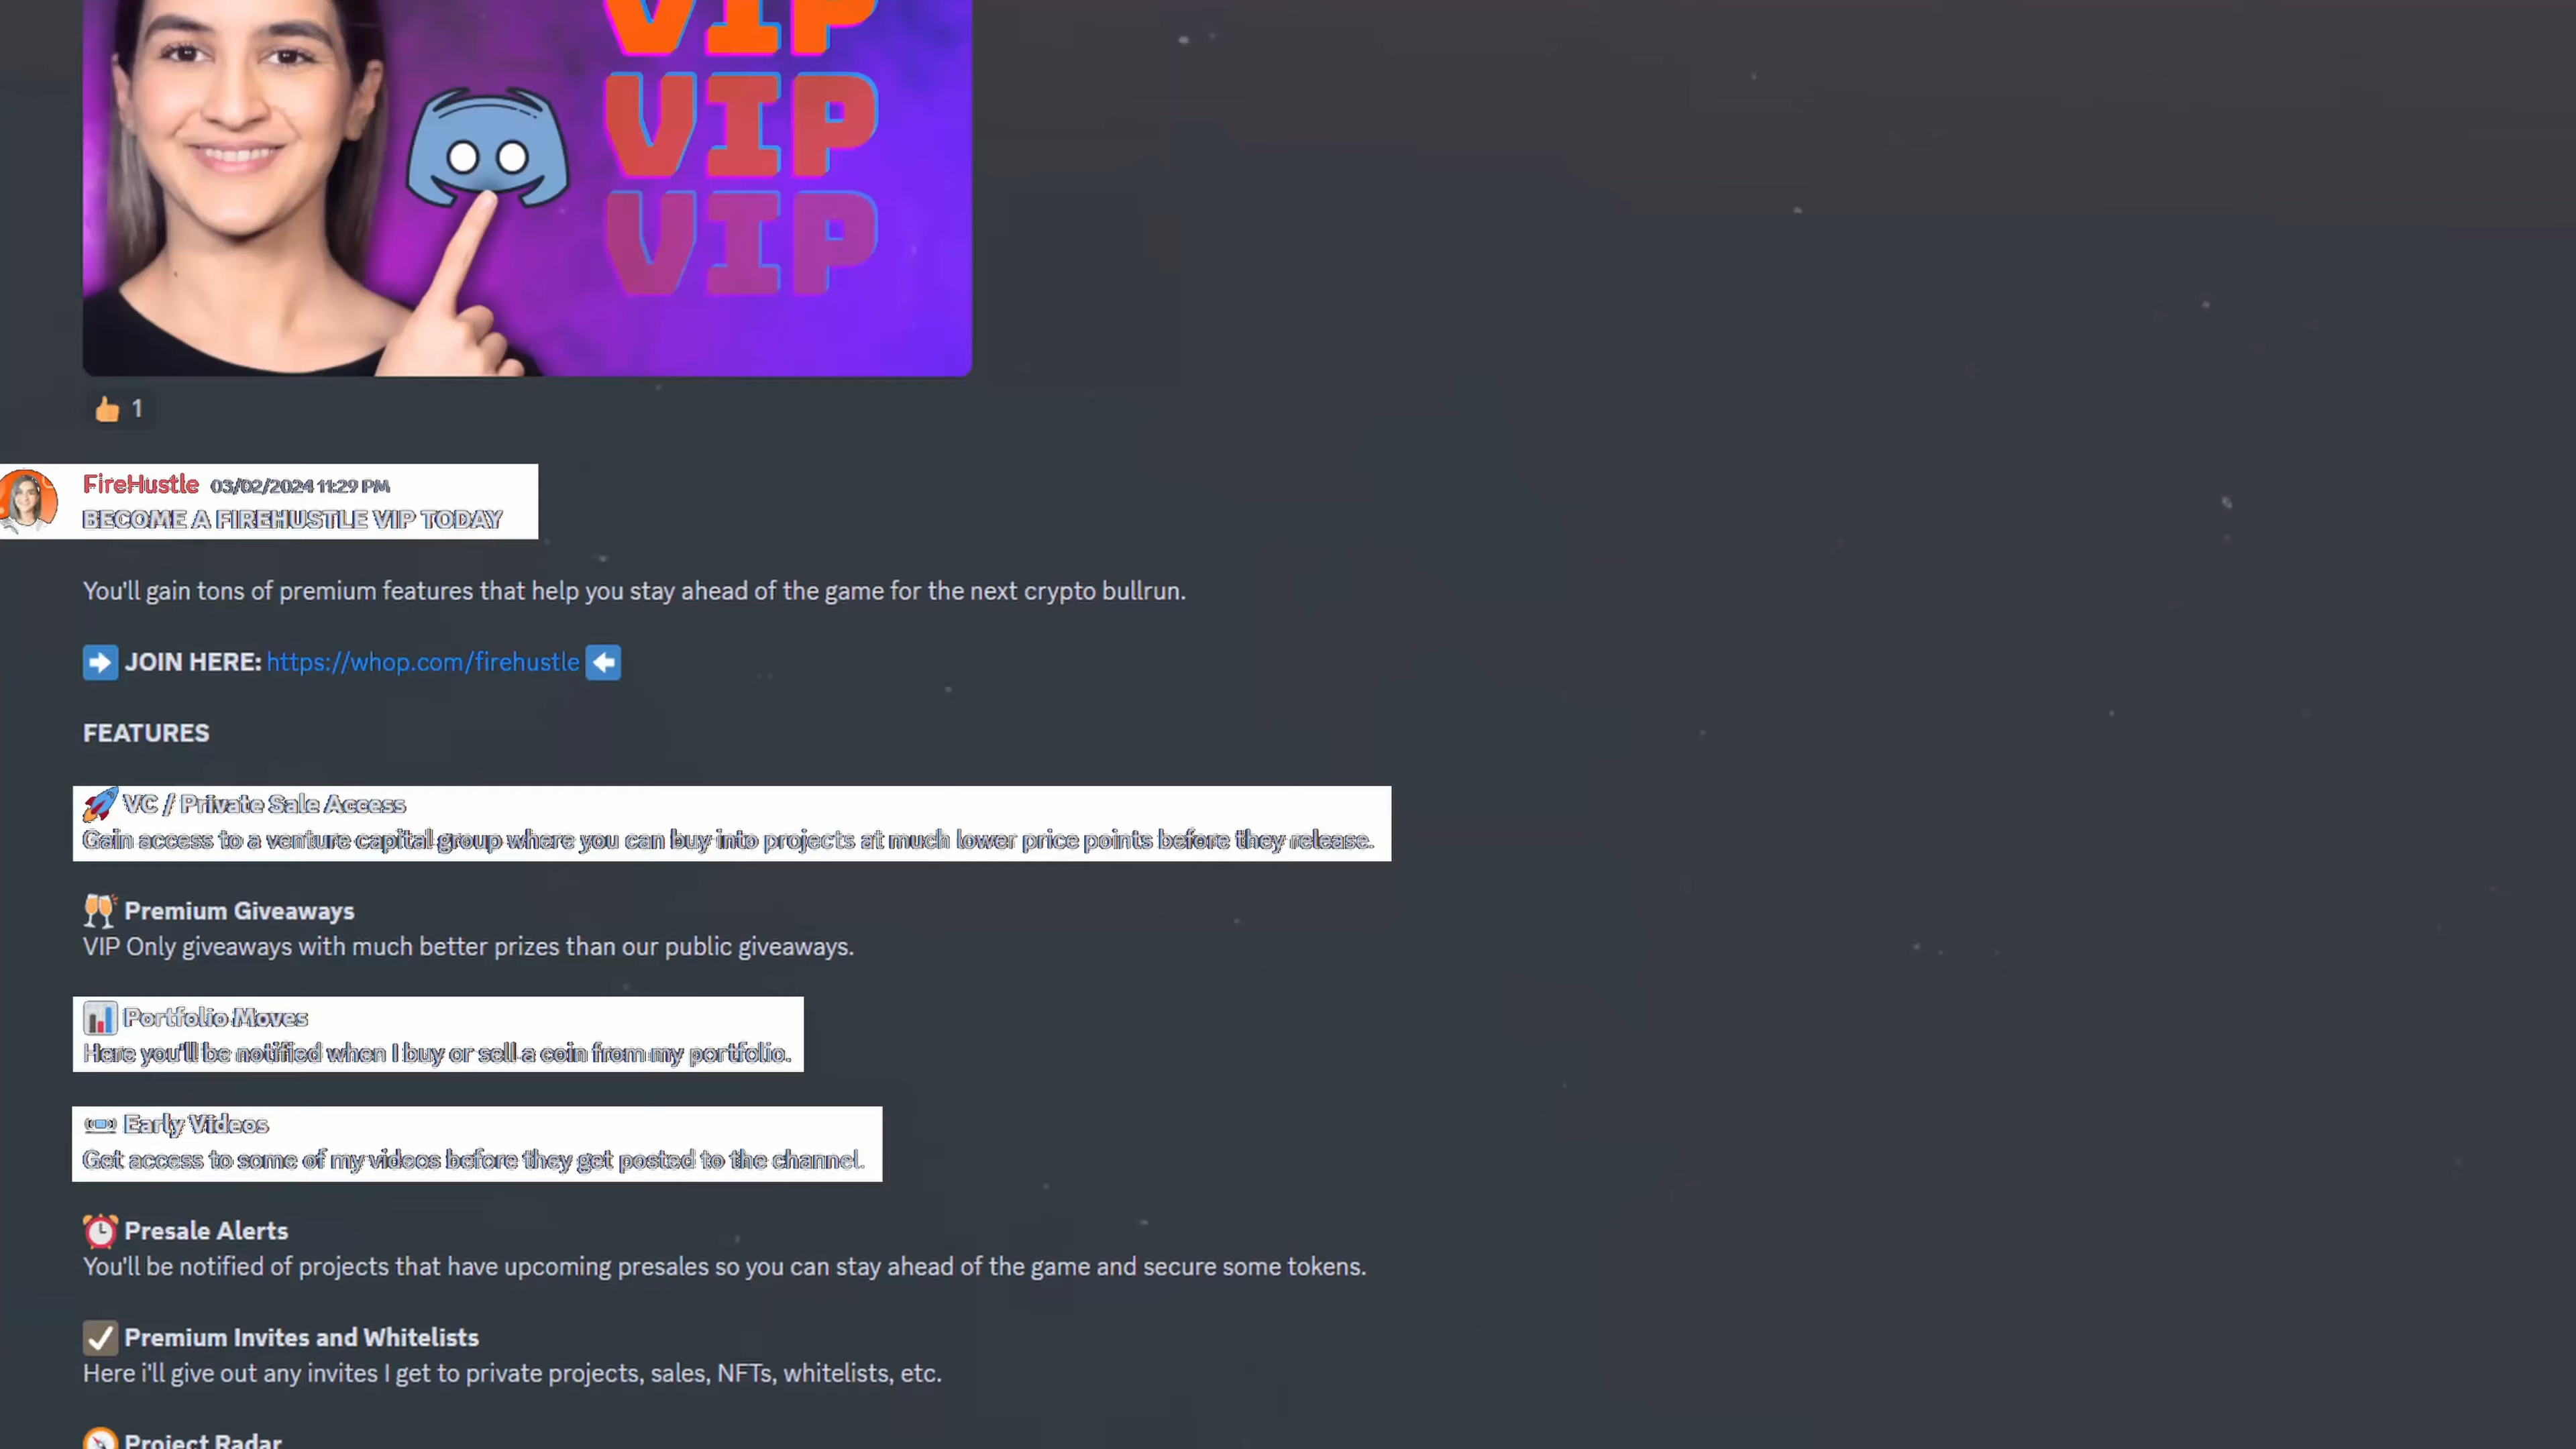 VIP
VIP
VIP
1
FireHustle 03/02/2024 11:29 PM
BECOME A FIREHUSTLE VIP TODAY
You'll gain tons of premium features that help you stay ahead of the game for the next crypto bullrun.
JOIN HERE: https://whop.com/firehustle
FEATURES
VC / Private Sale Access
Gain access to a venture capital group where you can buy into projects at much lower price points before they release.
Premium Giveaways
VIP Only giveaways with much better prizes than our public giveaways.
Portfolio Moves
Here you'll be notified when I buy or sell a coin from my portfolio.
Early Videos
Get access to some of my videos before they get posted to the channel.
Presale Alerts
You'll be notified of projects that have upcoming presales so you can stay ahead of the game and secure some tokens.
Premium Invites and Whitelists
Here i'll give out any invites I get to private projects, sales, NFTs, whitelists, etc.
Project Radar